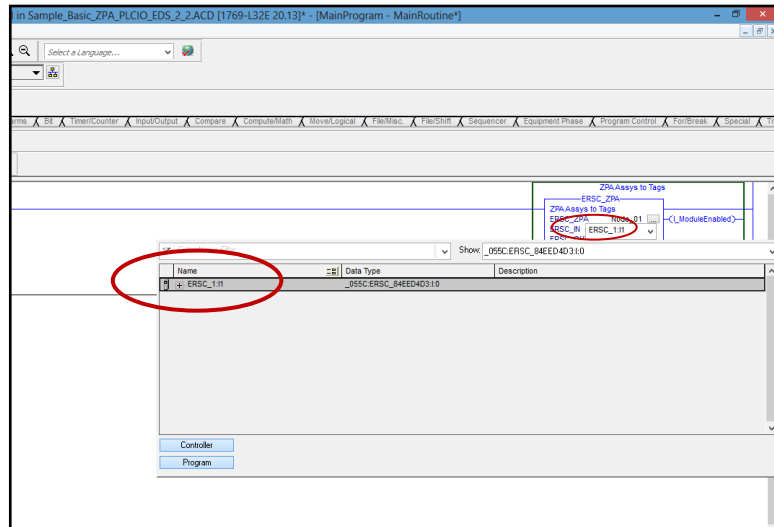 l in Sample_Basic_ZPA_PLCIO_EDS_2_2.ACD [1769-L32E 20.13]* - [MainProgram - MainRoutine*]
Select a Language...
Bit Timer/Counter Input/Output Compare Compute/Math Move/Logical File/Misc. File/Shift Sequencer Equipment Phase Program Control For/Break Special
ZPA Assys to Tags
ERSC_ZPA
ZPA Assys to Tags
ERSC_ZPA Node_01 ... I_ModuleEnabled
ERSC_IN ERSC_1:I1
Show: _055C:ERSC_84EED4D3:I:0
Name Data Type Description
ERSC_1:I1 _055C:ERSC_84EED4D3:I:0
Controller
Program